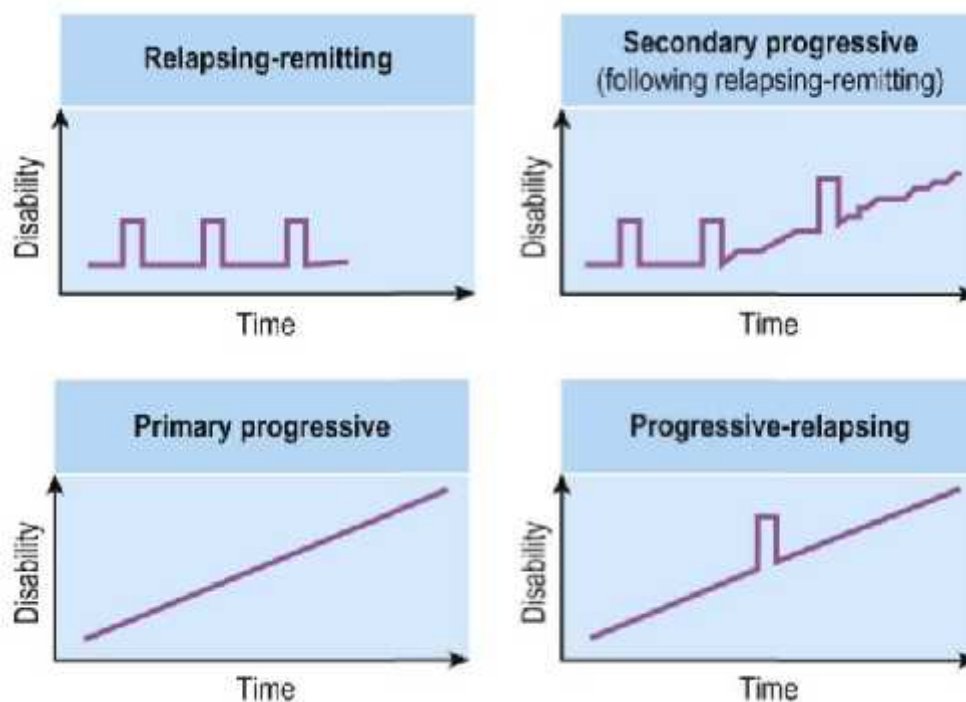 Relapsing-remitting
Disability
Time
Secondary progressive
(following relapsing-remitting)
Disability
Time
Primary progressive
Disability
Time
Progressive-relapsing
Disability
Time